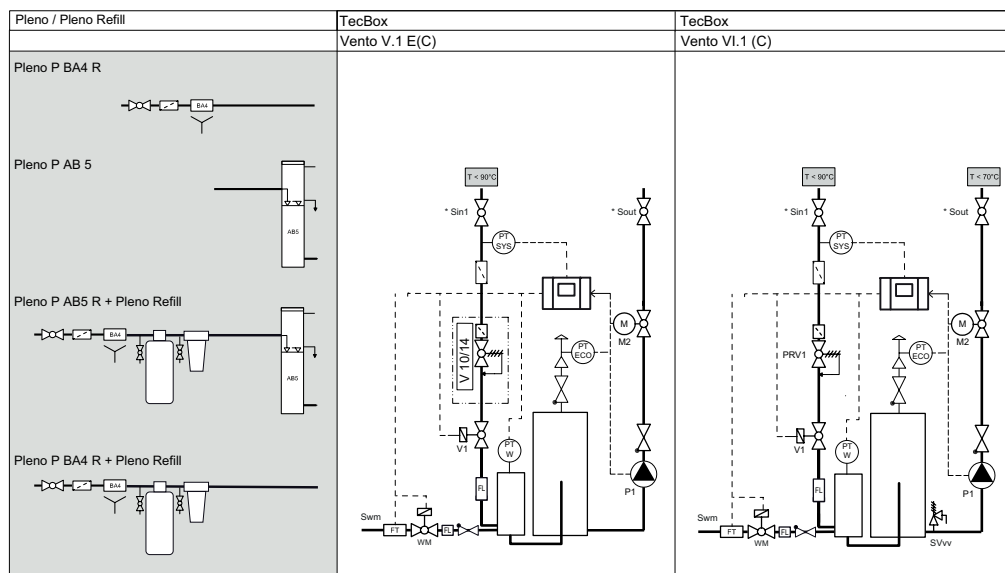 Pleno / Pleno Refill
TecBox
TecBox
Vento V.1 E(C)
Vento VI.1 (C)
Pleno P BA4 R
BA4
Pleno P AB 5
AB5
Pleno P AB5 R + Pleno Refill
BA4
AB5
Pleno P BA4 R + Pleno Refill
BA4
T < 90°C
* Sin1
* Sout
PT
SYS
M
M2
V 10/14
PT
ECO
V1
PT
W
FL
P1
Swm
FT
WM
FL
T < 90°C
T < 70°C
* Sin1
* Sout
PT
SYS
M
M2
PRV1
PT
ECO
V1
PT
W
FL
P1
Swm
FT
WM
FL
SVvv